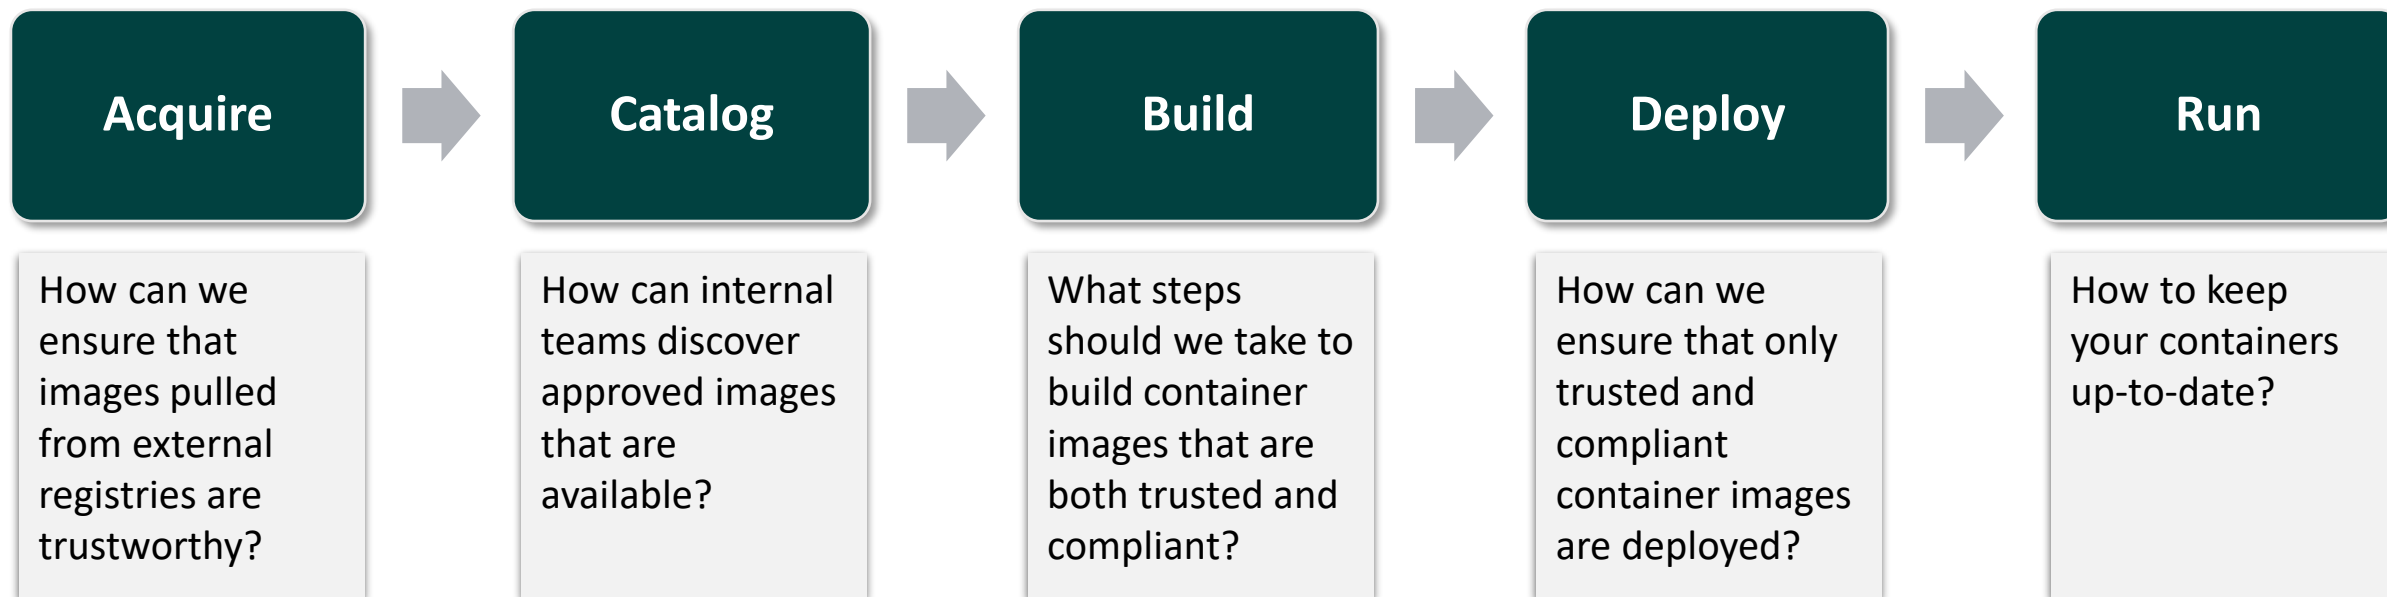 Acquire
How can we
ensure that
images pulled
from external
registries are
trustworthy?
Catalog
How can internal
teams discover
approved images
that are
available?
Build
What steps
should we take to
build container
images that are
both trusted and
compliant?
Deploy
How can we
ensure that only
trusted and
compliant
container images
are deployed?
Run
How to keep
your containers
up-to-date?